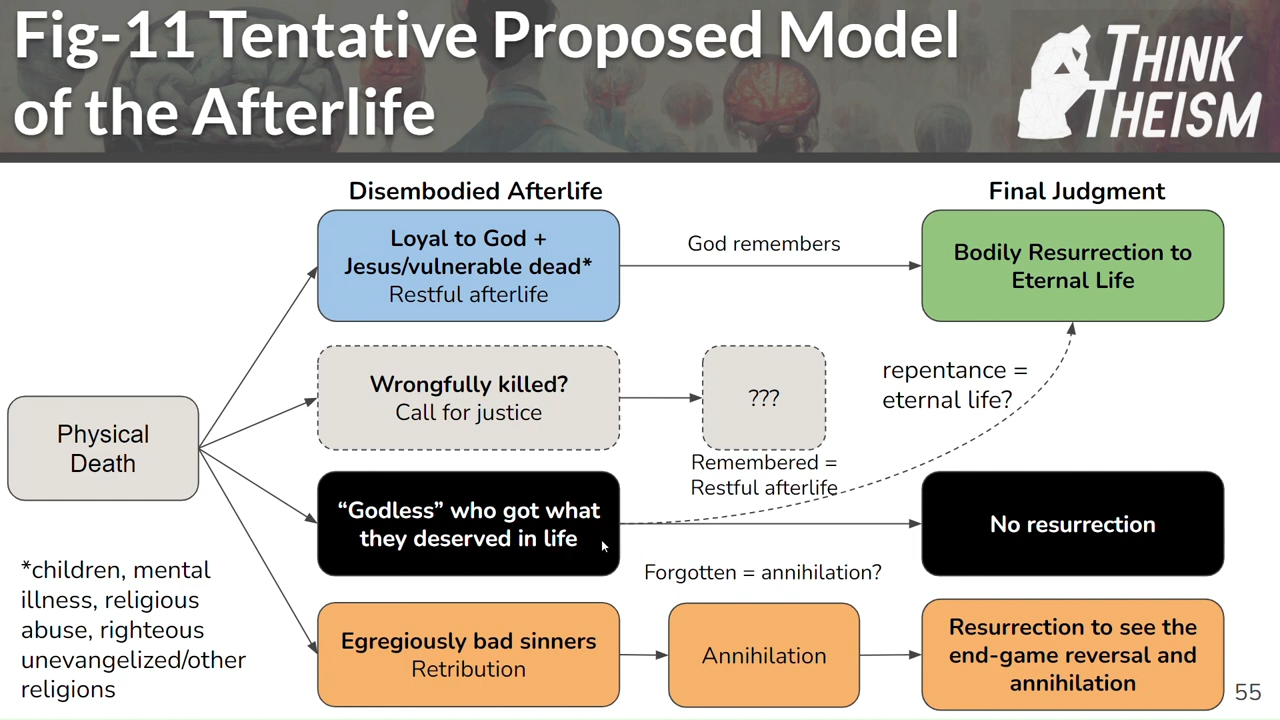 Fig-11 Tentative Proposed Model
of the Afterlife
THINK
THEISM
Disembodied Afterlife
Final Judgment
Loyal to God +
Jesus/vulnerable dead*
Restful afterlife
God remembers
Bodily Resurrection to
Eternal Life
Wrongfully killed?
Call for justice
???
repentance =
eternal life?
Physical
Death
Remembered =
Restful afterlife
“Godless” who got what
they deserved in life
No resurrection
Forgotten = annihilation?
*children, mental
illness, religious
abuse, righteous
unevangelized/other
religions
Egregiously bad sinners
Retribution
Annihilation
Resurrection to see the
end-game reversal and
annihilation
55